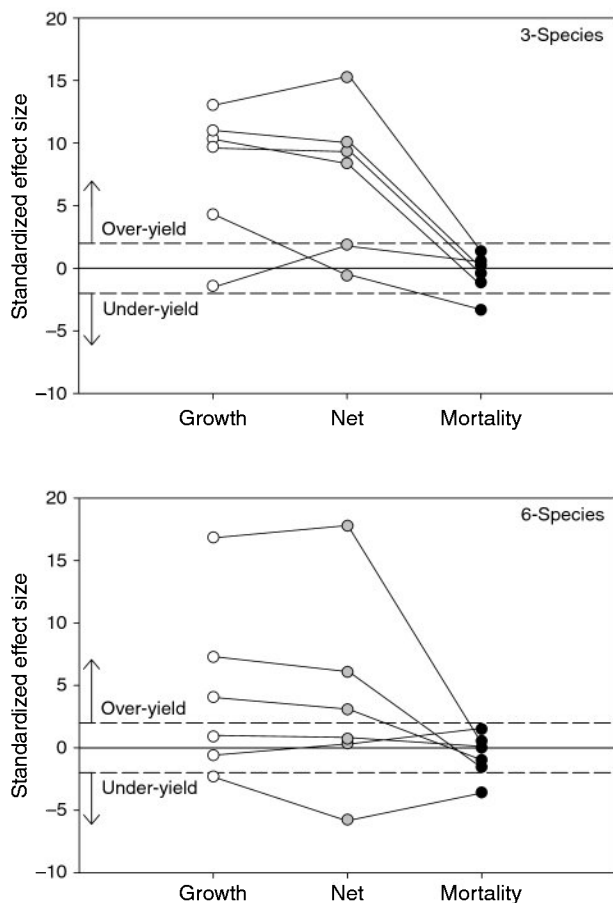 3-Species
20
15
10
5
0
−5
−10
Standardized effect size
Over-yield
Under-yield
Growth Net Mortality
6-Species
20
15
10
5
0
−5
−10
Standardized effect size
Over-yield
Under-yield
Growth Net Mortality